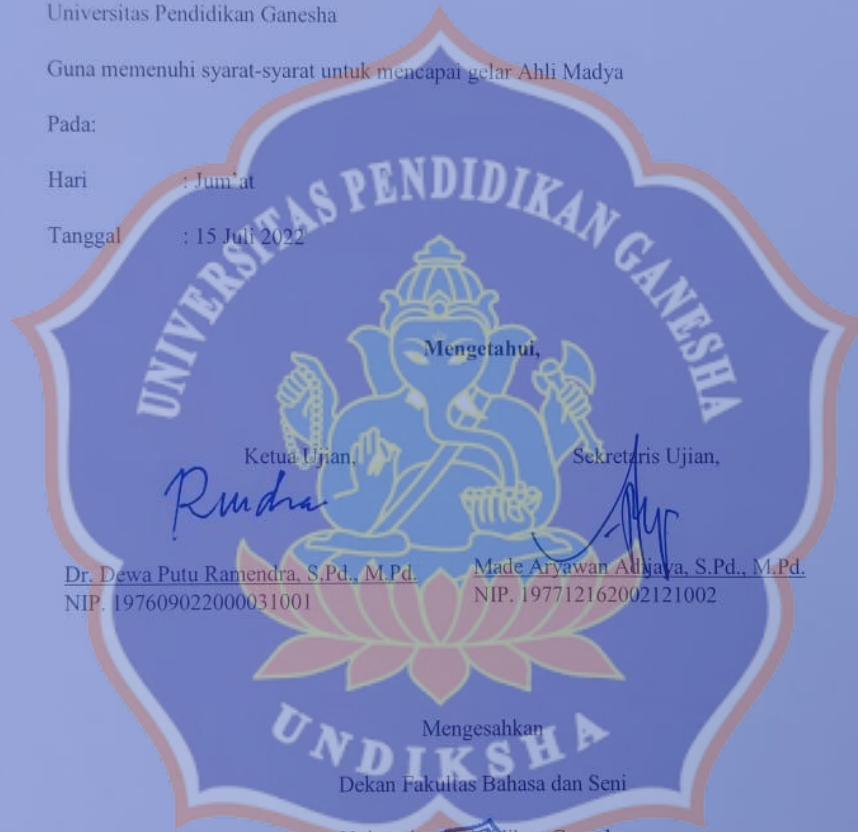 Universitas Pendidikan Ganesha
Guna memenuhi syarat-syarat untuk mencapai gelar Ahli Madya
Pada:
Hari : Jum'at
Tanggal : 15 Juli 2022
UNIVERSITAS PENDIDIKAN GANESHA
Mengetahui,
Ketua Ujian,
Sekretaris Ujian,
Dr. Dewa Putu Ramendra, S.Pd., M.Pd.
NIP. 197609022000031001
Made Aryawan Adijaya, S.Pd., M.Pd.
NIP. 197712162002121002
UNDIKSHA
Mengesahkan
Dekan Fakultas Bahasa dan Seni